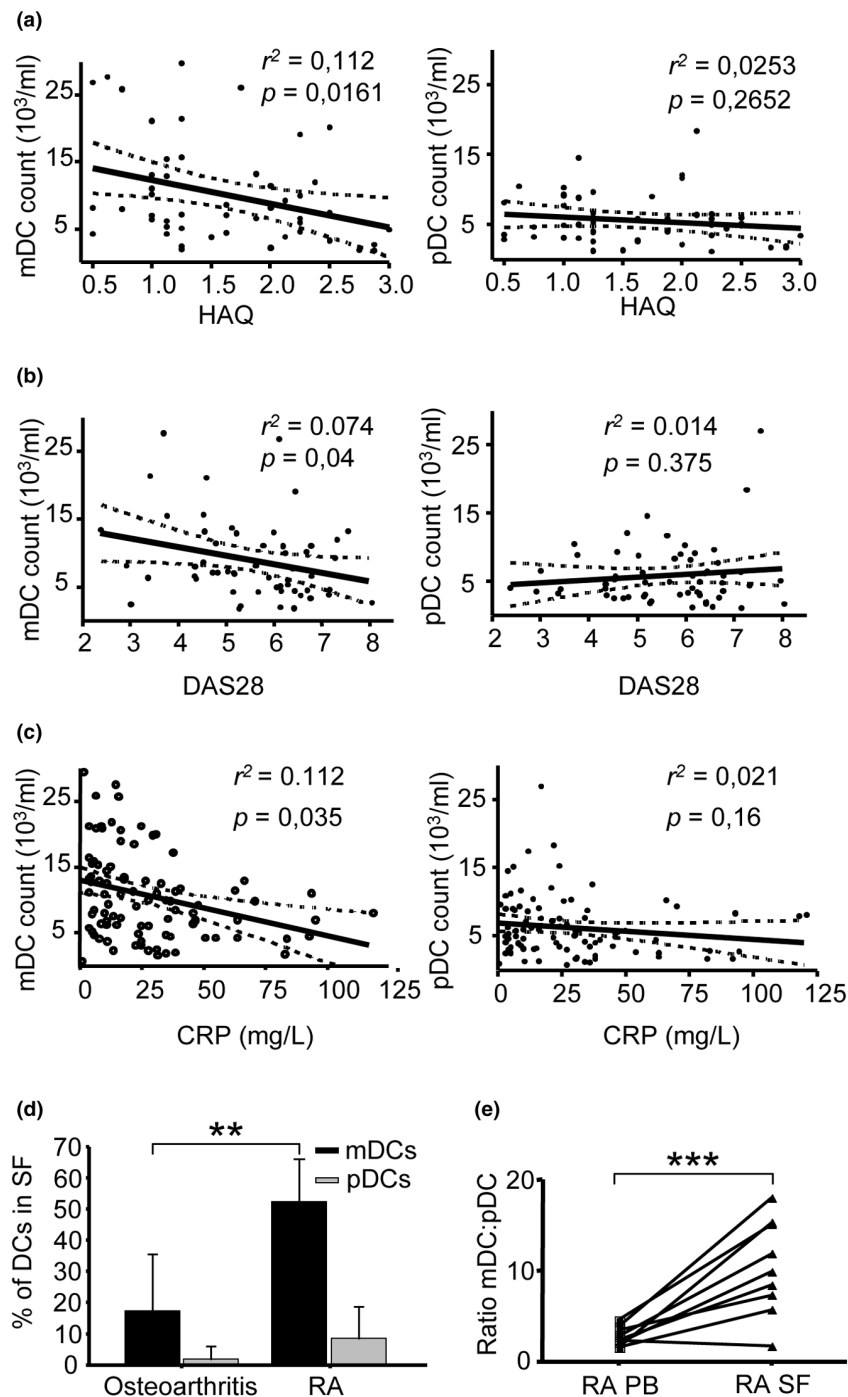 (a)
mDC count (10³/ml)
25
15
5
0.5 1.0 1.5 2.0 2.5 3.0
HAQ
r² = 0,112
p = 0,0161
pDC count (10³/ml)
25
15
5
0.5 1.0 1.5 2.0 2.5 3.0
HAQ
r² = 0,0253
p = 0,2652
(b)
mDC count (10³/ml)
25
15
5
2 3 4 5 6 7 8
DAS28
r² = 0.074
p = 0,04
pDC count (10³/ml)
25
15
5
2 3 4 5 6 7 8
DAS28
r² = 0.014
p = 0.375
(c)
mDC count (10³/ml)
25
15
5
0 25 50 75 100 125
CRP (mg/L)
r² = 0.112
p = 0,035
pDC count (10³/ml)
25
15
5
0 25 50 75 100 125
CRP (mg/L)
r² = 0,021
p = 0,16
(d)
% of DCs in SF
70
60
50
40
30
20
10
0
**
mDCs
pDCs
Osteoarthritis RA
(e)
Ratio mDC:pDC
20
10
0
***
RA PB RA SF